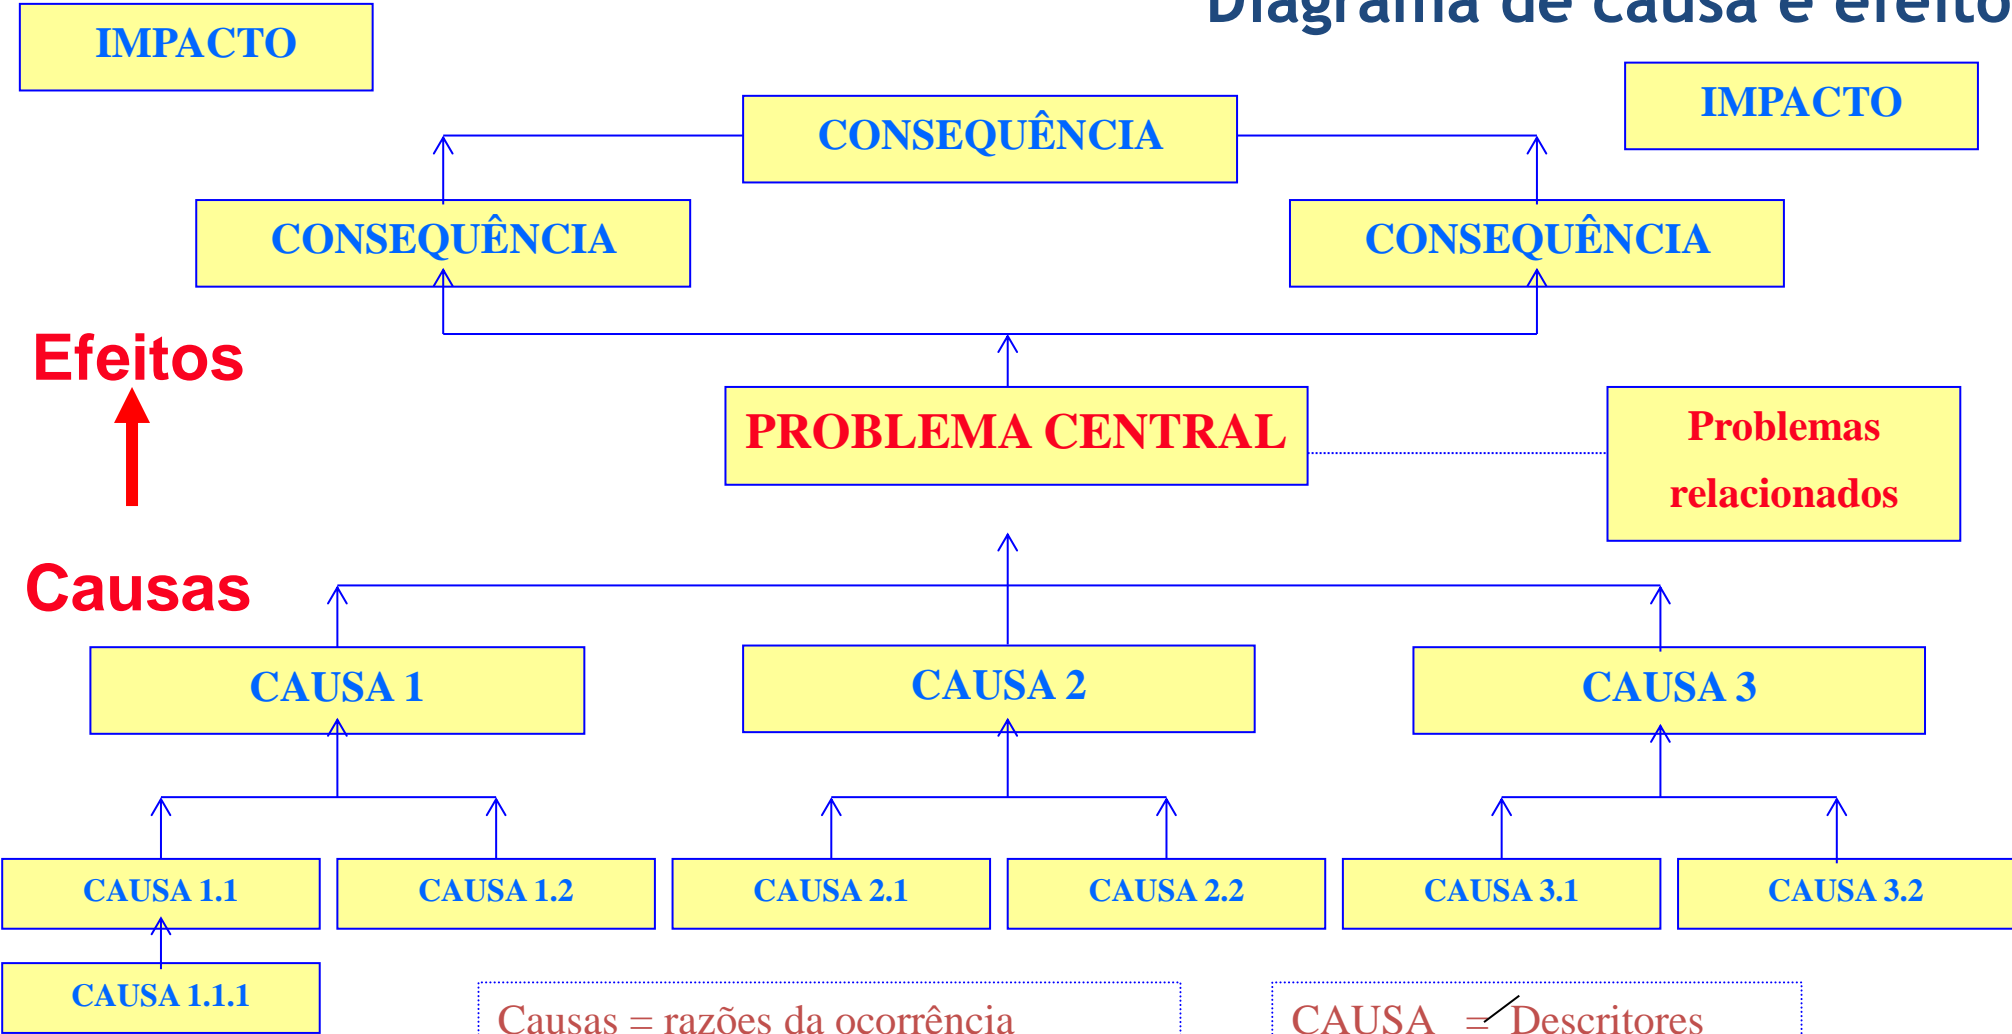 Diagrama de causa e efeito
IMPACTO
IMPACTO
CONSEQUÊNCIA
CONSEQUÊNCIA
CONSEQUÊNCIA
Efeitos
PROBLEMA CENTRAL
Problemas
relacionados
Causas
CAUSA 1
CAUSA 2
CAUSA 3
CAUSA 1.1
CAUSA 1.2
CAUSA 2.1
CAUSA 2.2
CAUSA 3.1
CAUSA 3.2
CAUSA 1.1.1
Causas = razões da ocorrência
CAUSA = Descritores